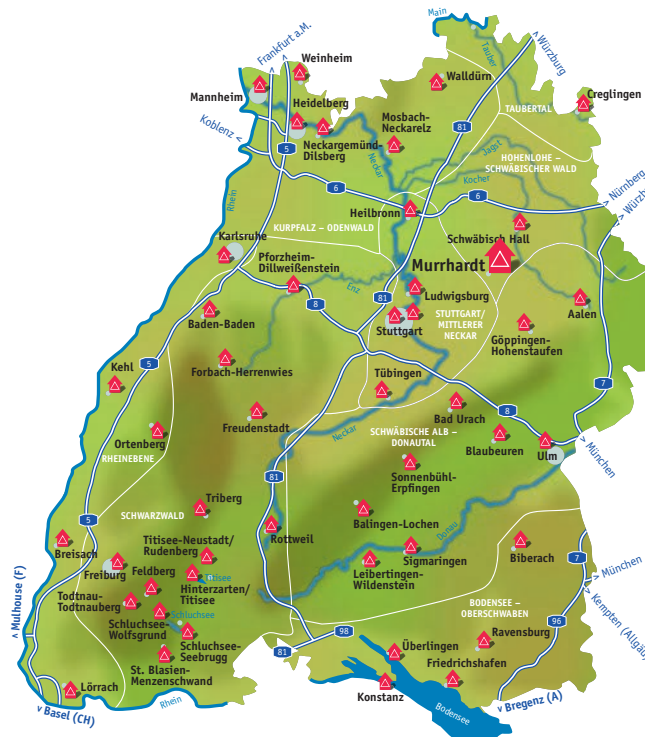 Main
Frankfurt a.M.
Weinheim
Tauber
> Würzburg
Walldürn
Mannheim
Creglingen
Heidelberg
TAUBERTAL
Koblenz <
Mosbach-
Neckarelz
81
5
Neckargemünd-
Dilsberg
Neckar
Jagst
HOHENLOHE –
SCHWÄBISCHER WALD
Kocher
6
6
> Nürnberg
> Würzb
Rhein
Heilbronn
KURPFALZ – ODENWALD
Karlsruhe
Schwäbisch Hall
Pforzheim-
Dillweißenstein
Murrhardt
Enz
Ludwigsburg
81
8
Baden-Baden
Stuttgart
STUTTGART/
MITTLERER
NECKAR
Aalen
Göppingen-
Hohenstaufen
5
7
Kehl
Forbach-Herrenwies
Tübingen
8
Freudenstadt
Bad Urach
Ortenberg
Neckar
SCHWÄBISCHE ALB –
DONAUTAL
Blaubeuren
Ulm
> München
RHEINEBENE
Sonnenbühl-
Erpfingen
81
Triberg
SCHWARZWALD
5
Balingen-Lochen
Titisee-Neustadt/
Rudenberg
Rottweil
Donau
Breisach
Sigmaringen
Biberach
7
Freiburg
Feldberg
Titisee
Leibertingen-
Wildenstein
> München
Hinterzarten/
Titisee
Todtnau-
Todtnauberg
> Mulhouse (F)
Schluchsee
BODENSEE –
OBERSCHWABEN
> Kempten (Allgäu
Schluchsee-
Wolfsgrund
98
96
Ravensburg
Schluchsee-
Seebrugg
81
Überlingen
St. Blasien-
Menzenschwand
Friedrichshafen
Lörrach
Konstanz
Rhein
Bodensee
> Basel (CH)
> Bregenz (A)